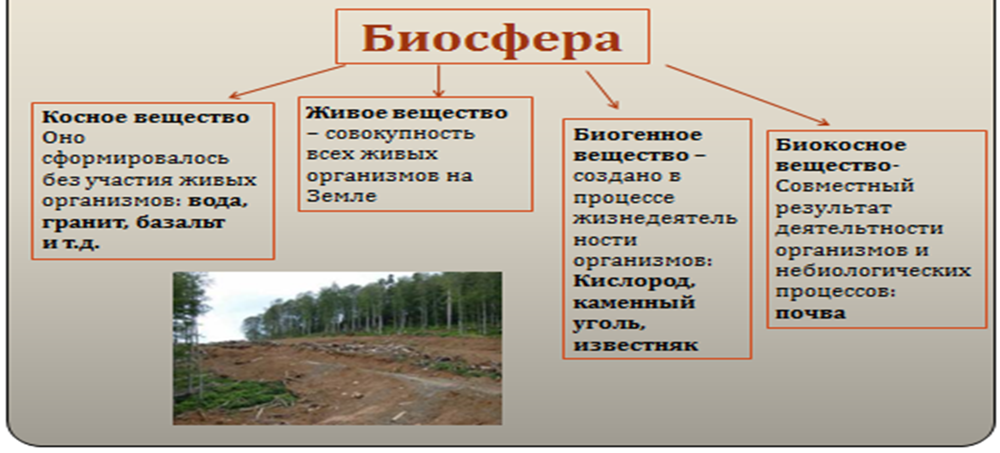 Биосфера
Косное вещество
Оно
сформировалось
без участия живых
организмов: вода,
гранит, базальт
и т.д.
Живое вещество
– совокупность
всех живых
организмов на
Земле
Биогенное
вещество –
создано в
процессе
жизнедеятель
ности
организмов:
Кислород,
каменный
уголь,
известняк
Биокосное
вещество-
Совместный
результат
деятельтности
организмов и
небиологических
процессов:
почва